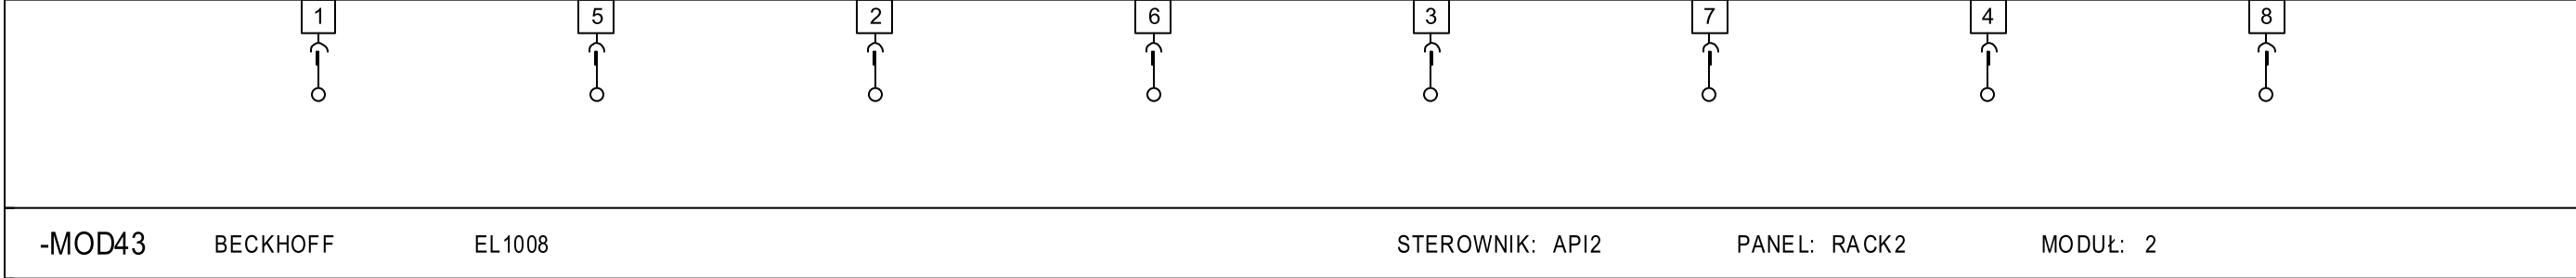 1 5 2 6 3 7 4 8
-MOD43 BECKHOFF EL1008 STEROWNIK: API2 PANEL: RACK2 MODUŁ: 2